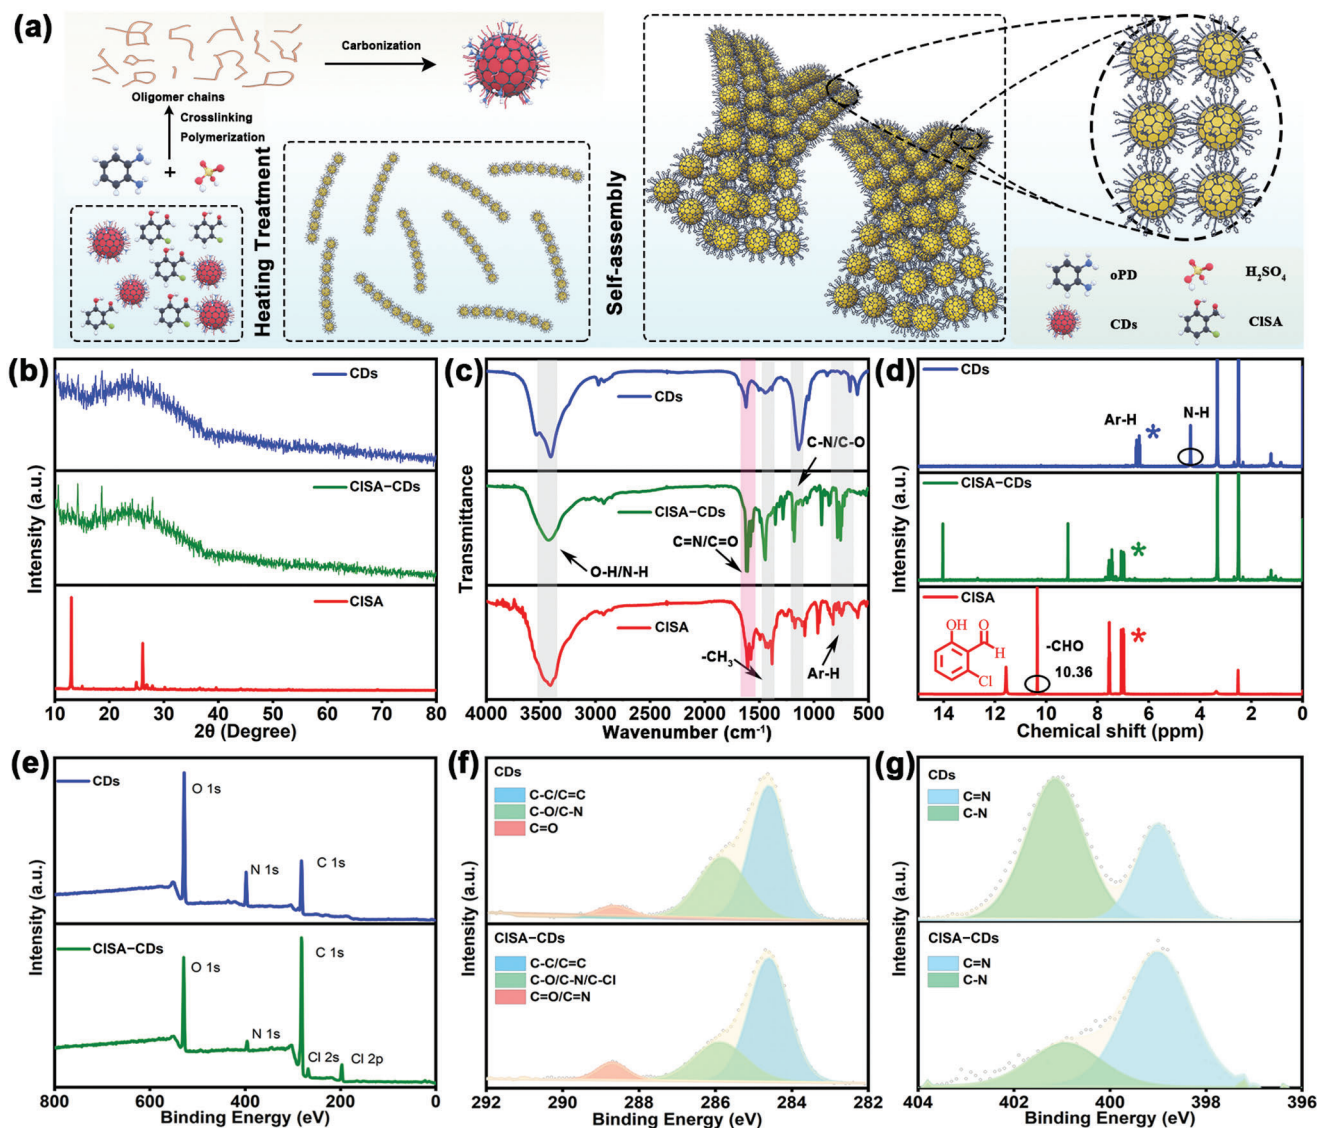 (a)
Carbonization
Oligomer chains
Crosslinking
Polymerization
+
Heating Treatment
Self-assembly
oPD
H₂SO₄
CDs
ClSA
(b)
CDs
ClSA−CDs
ClSA
Intensity (a.u.)
10 20 30 40 50 60 70 80
2θ (Degree)
(c)
CDs
C-N/C-O
ClSA−CDs
C=N/C=O
O-H/N-H
ClSA
-CH₃
Ar-H
Transmittance
4000 3500 3000 2500 2000 1500 1000 500
Wavenumber (cm⁻¹)
(d)
CDs
Ar-H
N-H
*
ClSA−CDs
*
ClSA
OH
O
H
Cl
-CHO
10.36
*
Intensity (a.u.)
15 12 10 8 6 4 2 0
Chemical shift (ppm)
(e)
CDs
O 1s
N 1s
C 1s
ClSA−CDs
C 1s
O 1s
N 1s
Cl 2s
Cl 2p
Intensity (a.u.)
800 600 400 200 0
Binding Energy (eV)
(f)
CDs
C-C/C=C
C-O/C-N
C=O
ClSA−CDs
C-C/C=C
C-O/C-N/C-Cl
C=O/C=N
Intensity (a.u.)
292 290 288 286 284 282
Binding Energy (eV)
(g)
CDs
C=N
C-N
ClSA−CDs
C=N
C-N
Intensity (a.u.)
404 402 400 398 396
Binding Energy (eV)